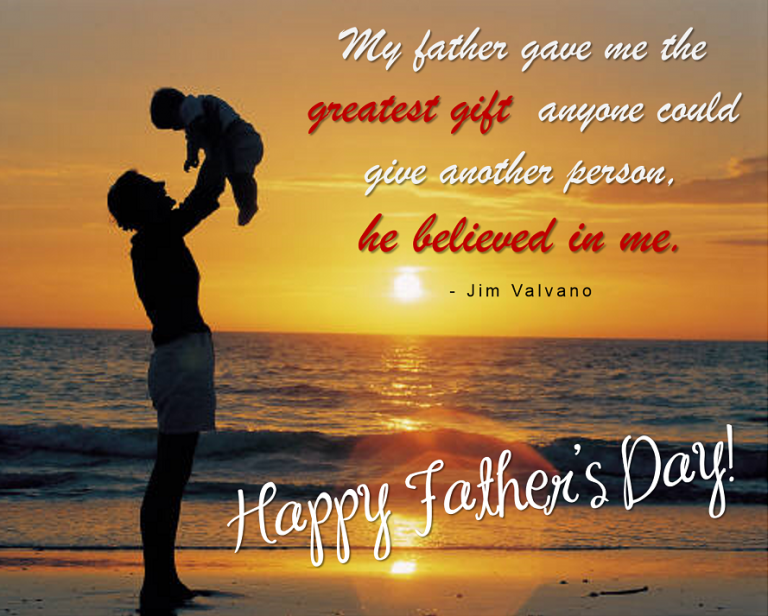 My father gave me the
greatest gift anyone could
give another person,
he believed in me.
- Jim Valvano
Happy Father's Day!